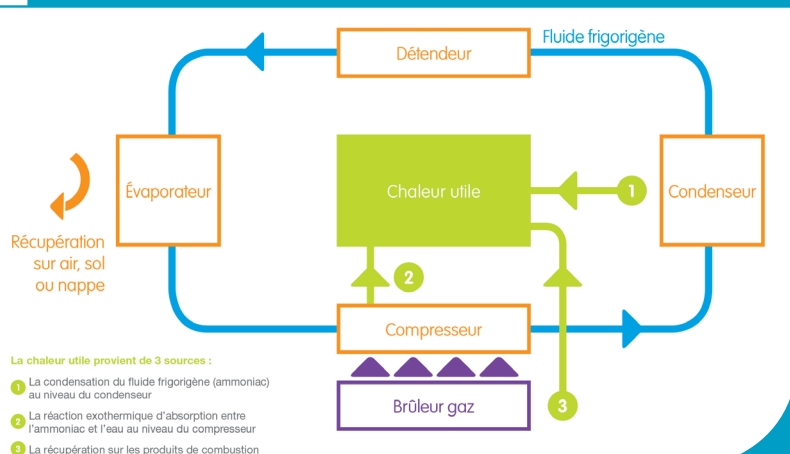 Fluide frigorigène
Détendeur
Évaporateur
Chaleur utile
1
Condenseur
Récupération
sur air, sol
ou nappe
2
Compresseur
Brûleur gaz
3
La chaleur utile provient de 3 sources :
1 La condensation du fluide frigorigène (ammoniac)
au niveau du condenseur
2 La réaction exothermique d'absorption entre
l'ammoniac et l'eau au niveau du compresseur
3 La récupération sur les produits de combustion